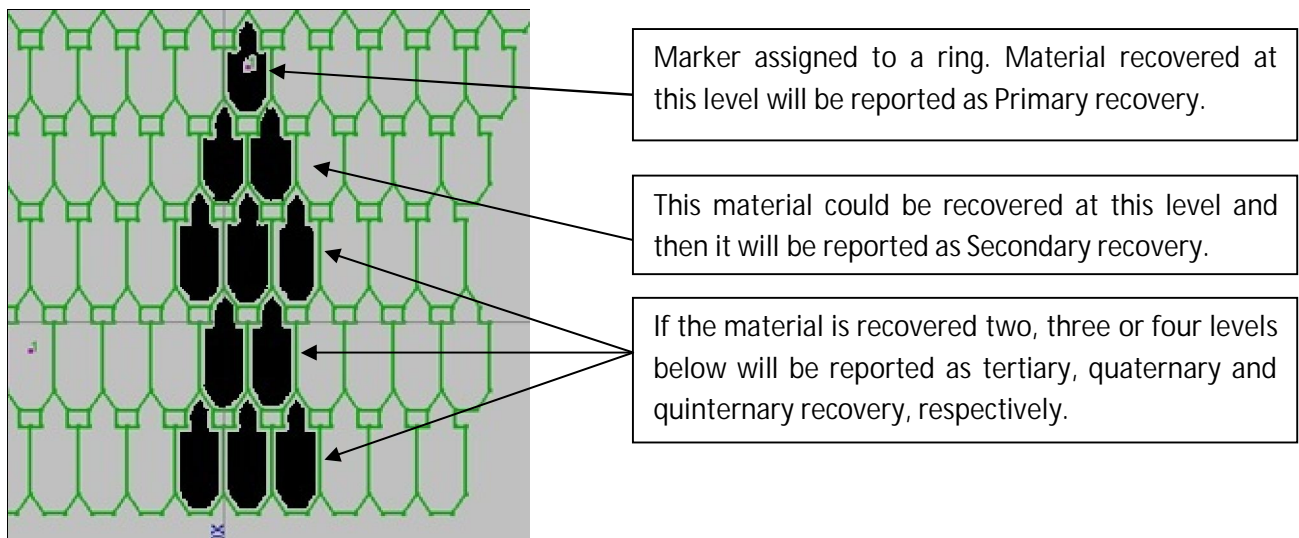 Marker assigned to a ring. Material recovered at
this level will be reported as Primary recovery.
This material could be recovered at this level and
then it will be reported as Secondary recovery.
If the material is recovered two, three or four levels
below will be reported as tertiary, quaternary and
quinternary recovery, respectively.